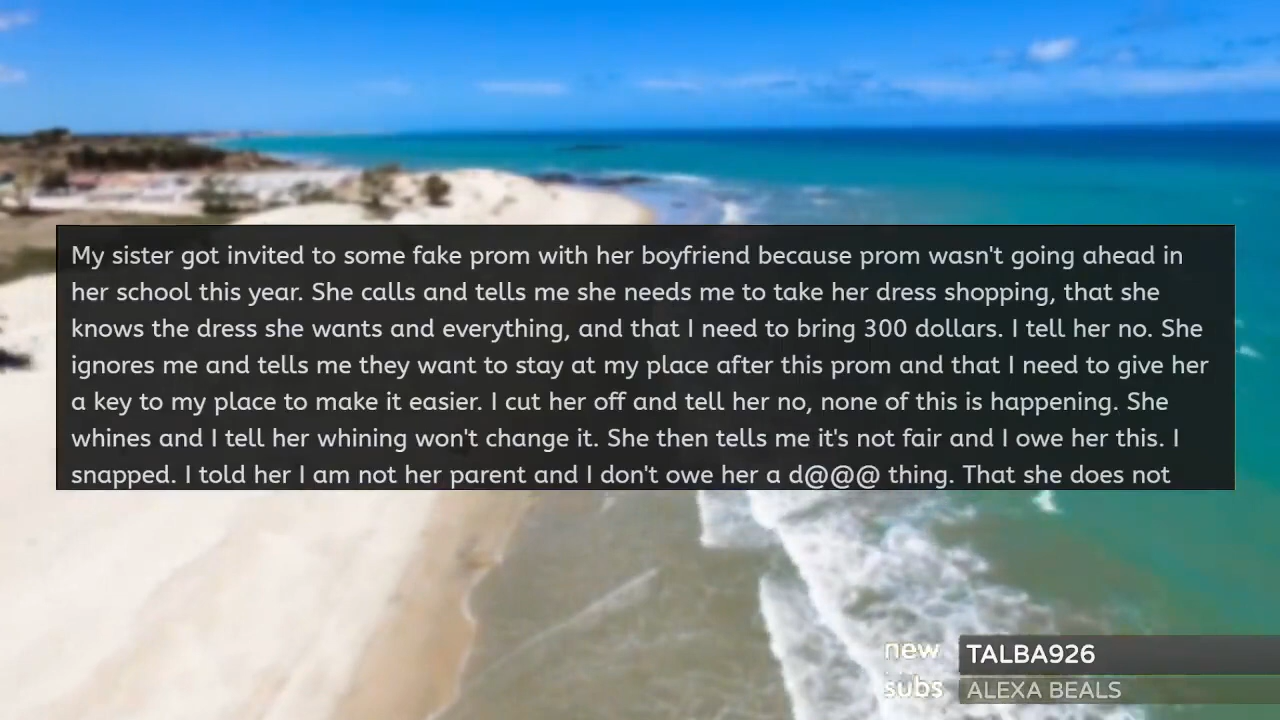 My sister got invited to some fake prom with her boyfriend because prom wasn't going ahead in
her school this year. She calls and tells me she needs me to take her dress shopping, that she
knows the dress she wants and everything, and that I need to bring 300 dollars. I tell her no. She
ignores me and tells me they want to stay at my place after this prom and that I need to give her
a key to my place to make it easier. I cut her off and tell her no, none of this is happening. She
whines and I tell her whining won't change it. She then tells me it's not fair and I owe her this. I
snapped. I told her I am not her parent and I don't owe her a d@@@ thing. That she does not
new
subs
TALBA926
ALEXA BEALS